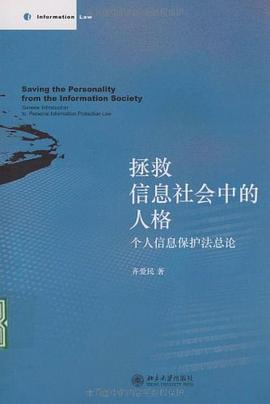 Information Law
Saving the Personality
from the Information Society
General Introduction
to Personal Information Protection Law
拯救
信息社会中的
人格
个人信息保护法总论
齐爱民 著
北京大学出版社